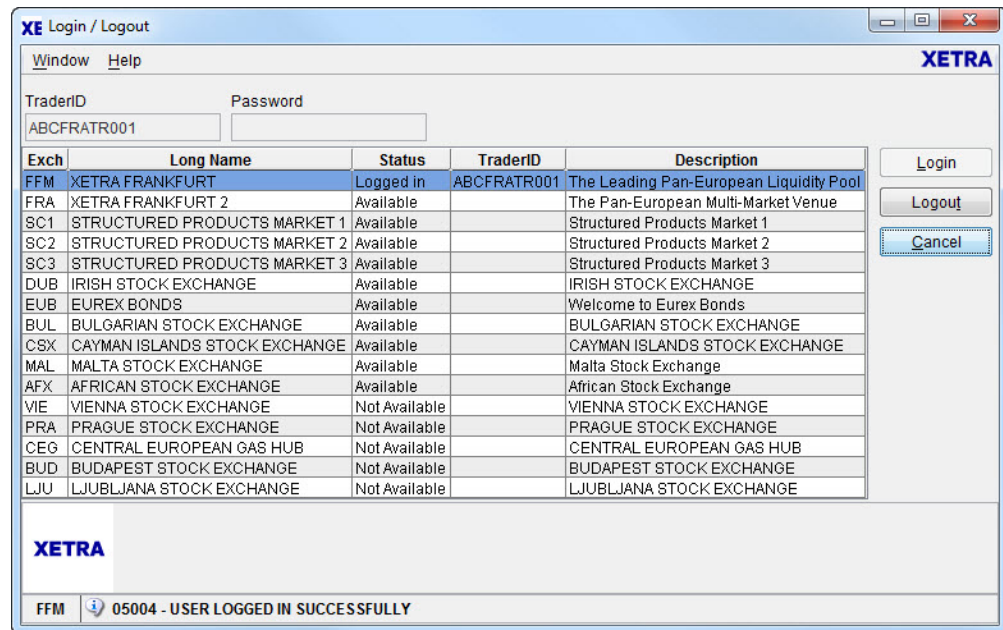 XE Login / Logout
Window Help XETRA
TraderID Password
ABCFRATR001
Exch Long Name Status TraderID Description
FFM XETRA FRANKFURT Logged in ABCFRATR001 The Leading Pan-European Liquidity Pool
FRA XETRA FRANKFURT 2 Available The Pan-European Multi-Market Venue
SC1 STRUCTURED PRODUCTS MARKET 1 Available Structured Products Market 1
SC2 STRUCTURED PRODUCTS MARKET 2 Available Structured Products Market 2
SC3 STRUCTURED PRODUCTS MARKET 3 Available Structured Products Market 3
DUB IRISH STOCK EXCHANGE Available IRISH STOCK EXCHANGE
EUB EUREX BONDS Available Welcome to Eurex Bonds
BUL BULGARIAN STOCK EXCHANGE Available BULGARIAN STOCK EXCHANGE
CSX CAYMAN ISLANDS STOCK EXCHANGE Available CAYMAN ISLANDS STOCK EXCHANGE
MAL MALTA STOCK EXCHANGE Available Malta Stock Exchange
AFX AFRICAN STOCK EXCHANGE Available African Stock Exchange
VIE VIENNA STOCK EXCHANGE Not Available VIENNA STOCK EXCHANGE
PRA PRAGUE STOCK EXCHANGE Not Available PRAGUE STOCK EXCHANGE
CEG CENTRAL EUROPEAN GAS HUB Not Available CENTRAL EUROPEAN GAS HUB
BUD BUDAPEST STOCK EXCHANGE Not Available BUDAPEST STOCK EXCHANGE
LJU LJUBLJANA STOCK EXCHANGE Not Available LJUBLJANA STOCK EXCHANGE
Login
Logout
Cancel
XETRA
FFM 05004 - USER LOGGED IN SUCCESSFULLY